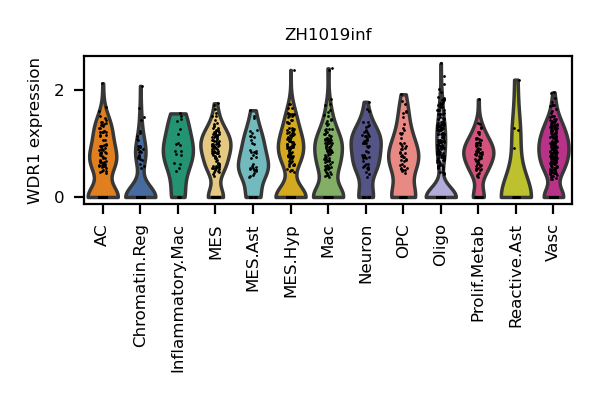 ZH1019inf
WDR1 expression
2
0
AC
Chromatin.Reg
Inflammatory.Mac
MES
MES.Ast
MES.Hyp
Mac
Neuron
OPC
Oligo
Prolif.Metab
Reactive.Ast
Vasc